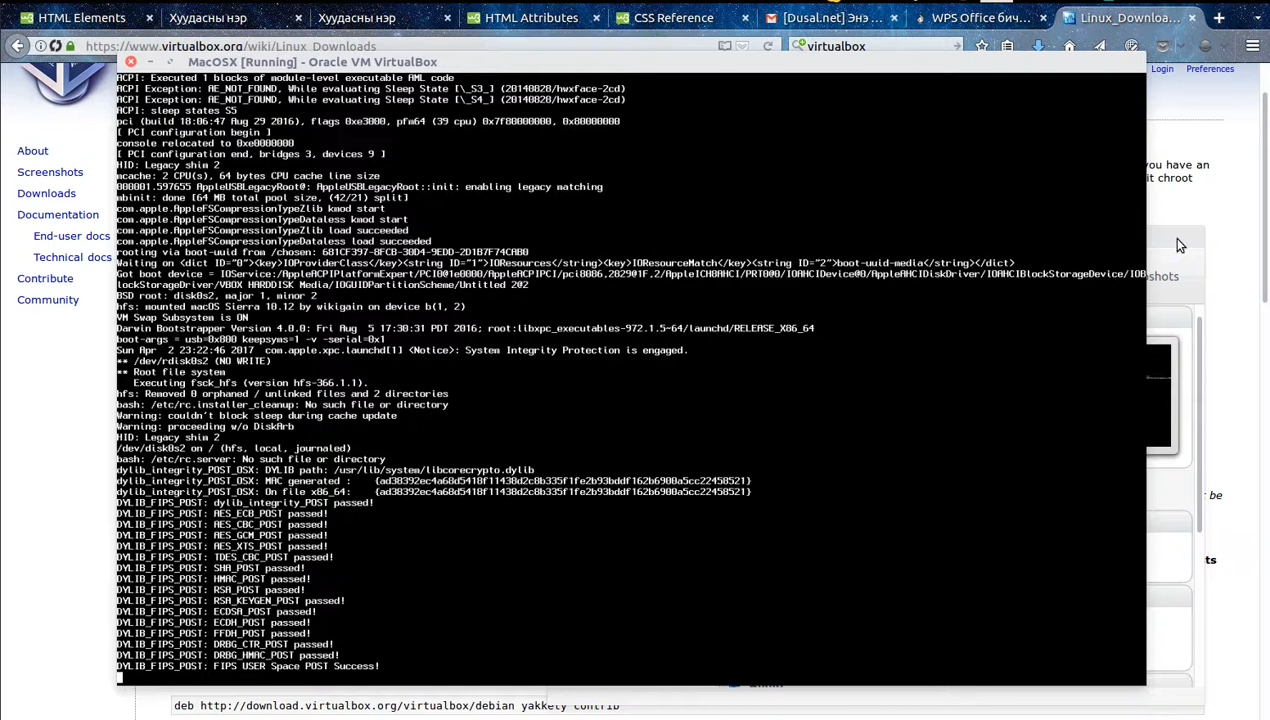 HTML Elements
Хуудасны нэр
Хуудасны нэр
HTML Attributes
CSS Reference
[Dusal.net] Энэ ...
WPS Office бич...
Linux_Downloa...
https://www.virtualbox.org/wiki/Linux_Downloads
virtualbox
MacOSX [Running] - Oracle VM VirtualBox
Login
Preferences
About
Screenshots
Downloads
Documentation
End-user docs
Technical docs
Contribute
Community
ACPI: Executed 1 blocks of module-level executable AML code
ACPI Exception: AE_NOT_FOUND, While evaluating Sleep State [\_S3_] (20140828/hwxface-2cd)
ACPI Exception: AE_NOT_FOUND, While evaluating Sleep State [\_S4_] (20140828/hwxface-2cd)
ACPI: sleep states S5
pci (build 18:06:47 Aug 29 2016), flags 0xe3000, pfm64 (39 cpu) 0x7f80000000, 0x80000000
[ PCI configuration begin ]
console relocated to 0xe0000000
[ PCI configuration end, bridges 3, devices 9 ]
HID: Legacy shim 2
mcache: 2 CPU(s), 64 bytes CPU cache line size
000001.597655 AppleUSBLegacyRoot@: AppleUSBLegacyRoot::init: enabling legacy matching
mbinit: done [64 MB total pool size, (42/21) split]
com.apple.AppleFSCompressionTypeZlib kmod start
com.apple.AppleFSCompressionTypeDataless kmod start
com.apple.AppleFSCompressionTypeZlib load succeeded
com.apple.AppleFSCompressionTypeDataless load succeeded
rooting via boot-uuid from /chosen: 681CF397-8FCB-30D4-9EDD-2D1B7F74CAB0
Waiting on <dict ID="0"><key>IOProviderClass</key><string ID="1">IOResources</string><key>IOResourceMatch</key><string ID="2">boot-uuid-media</string></dict>
Got boot device = IOService:/AppleACPIPlatformExpert/PCI0@1e0000/AppleACPIPCI/pci8086,2829@1F,2/AppleICH8AHCI/PRT0@0/IOAHCIDevice@0/AppleAHCIDiskDriver/IOAHCIBlockStorageDevice/IOB
lockStorageDriver/VBOX HARDDISK Media/IOGUIDPartitionScheme/Untitled 2@2
BSD root: disk0s2, major 1, minor 2
hfs: mounted macOS Sierra 10.12 by wikigain on device b(1, 2)
VM Swap Subsystem is ON
Darwin Bootstrapper Version 4.0.0: Fri Aug  5 17:30:31 PDT 2016; root:libxpc_executables-972.1.5~64/launchd/RELEASE_X86_64
boot-args = usb=0x800 keepsyms=1 -v -serial=0x1
Sun Apr  2 23:22:46 2017  com.apple.xpc.launchd[1] <Notice>: System Integrity Protection is engaged.
** /dev/rdisk0s2 (NO WRITE)
** Root file system
Executing fsck_hfs (version hfs-366.1.1).
hfs: Removed 0 orphaned / unlinked files and 2 directories
bash: /etc/rc.installer_cleanup: No such file or directory
Warning: couldn't block sleep during cache update
Warning: proceeding w/o DiskArb
HID: Legacy shim 2
/dev/disk0s2 on / (hfs, local, journaled)
bash: /etc/rc.server: No such file or directory
dylib_integrity_POST_OSX: DYLIB path: /usr/lib/system/libcorecrypto.dylib
dylib_integrity_POST_OSX: MAC generated :    {ad38392ec4a68d5418f11438d2c8b335f1fe2b93bddf162b6900a5cc22458521}
dylib_integrity_POST_OSX: On file x86_64:    {ad38392ec4a68d5418f11438d2c8b335f1fe2b93bddf162b6900a5cc22458521}
DYLIB_FIPS_POST: dylib_integrity_POST passed!
DYLIB_FIPS_POST: AES_ECB_POST passed!
DYLIB_FIPS_POST: AES_CBC_POST passed!
DYLIB_FIPS_POST: AES_GCM_POST passed!
DYLIB_FIPS_POST: AES_XTS_POST passed!
DYLIB_FIPS_POST: TDES_CBC_POST passed!
DYLIB_FIPS_POST: SHA_POST passed!
DYLIB_FIPS_POST: HMAC_POST passed!
DYLIB_FIPS_POST: RSA_POST passed!
DYLIB_FIPS_POST: RSA_KEYGEN_POST passed!
DYLIB_FIPS_POST: ECDSA_POST passed!
DYLIB_FIPS_POST: ECDH_POST passed!
DYLIB_FIPS_POST: FFDH_POST passed!
DYLIB_FIPS_POST: DRBG_CTR_POST passed!
DYLIB_FIPS_POST: DRBG_HMAC_POST passed!
DYLIB_FIPS_POST: FIPS USER Space POST Success!
you have an
it chroot
shots
be
ts
deb http://download.virtualbox.org/virtualbox/debian yakkety contrib